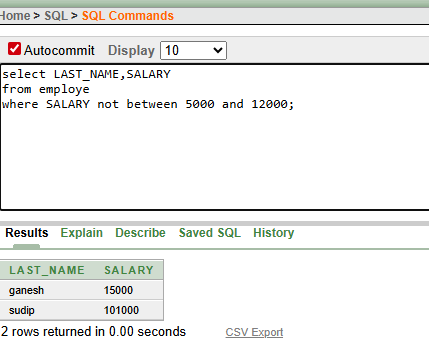 Home > SQL > SQL Commands
Autocommit Display 10
select LAST_NAME,SALARY
from employe
where SALARY not between 5000 and 12000;
Results Explain Describe Saved SQL History
LAST_NAME SALARY
ganesh 15000
sudip 101000
2 rows returned in 0.00 seconds CSV Export